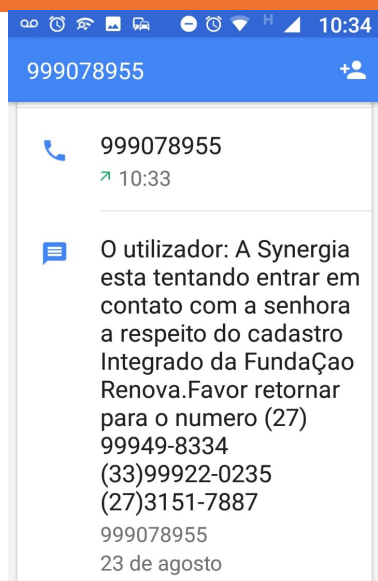 H 10:34
999078955
999078955
10:33
O utilizador: A Synergia
esta tentando entrar em
contato com a senhora
a respeito do cadastro
Integrado da FundaÇao
Renova.Favor retornar
para o numero (27)
99949-8334
(33)99922-0235
(27)3151-7887
999078955
23 de agosto